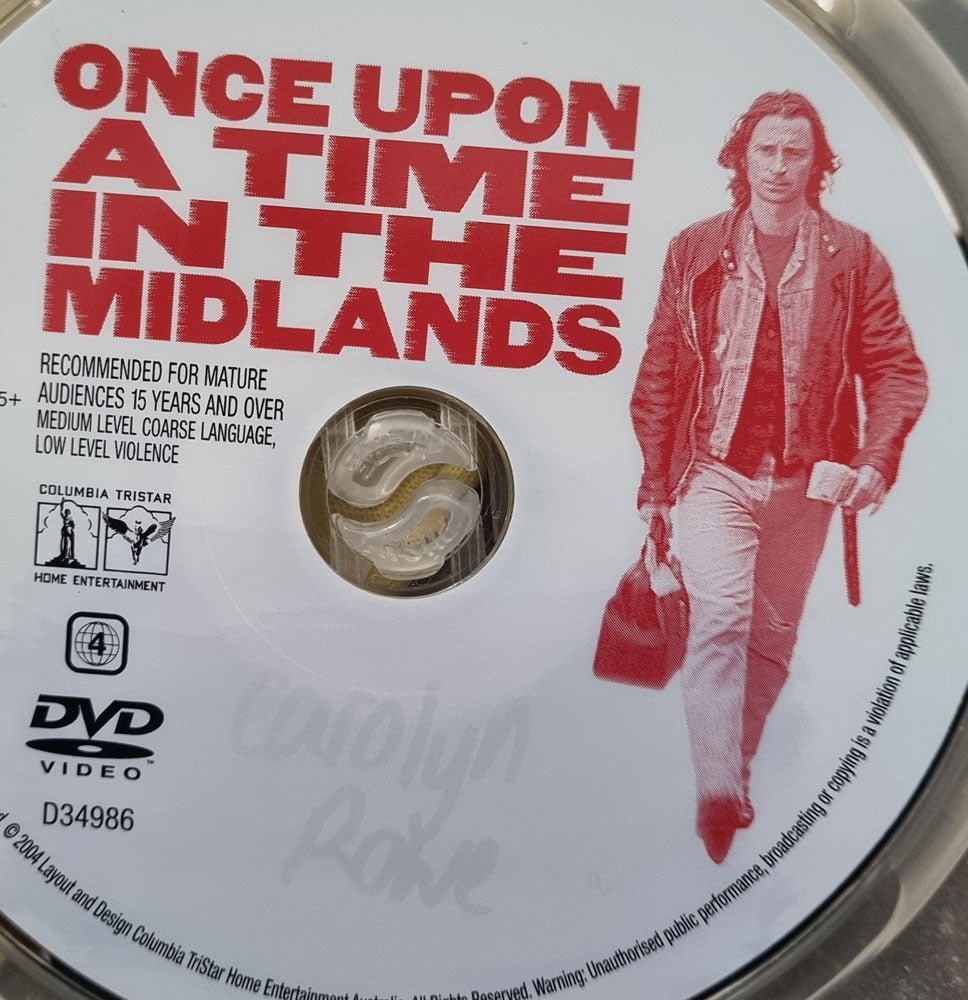 ONCE UPON
A TIME
IN THE
MIDLANDS
RECOMMENDED FOR MATURE
AUDIENCES 15 YEARS AND OVER
MEDIUM LEVEL COARSE LANGUAGE,
LOW LEVEL VIOLENCE
5+
COLUMBIA TRISTAR
HOME ENTERTAINMENT
4
DVD
VIDEO
D34986
carolyn
Rowe
© 2004 Layout and Design Columbia TriStar Home Entertainment Australia. All Rights Reserved. Warning: Unauthorised public performance, broadcasting or copying is a violation of applicable laws.